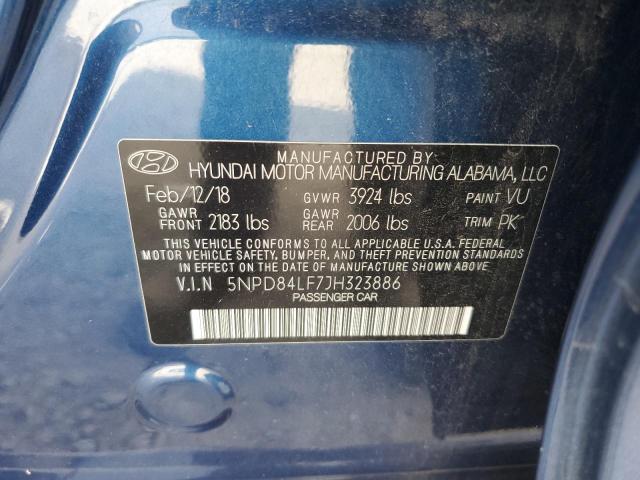 MANUFACTURED BY
HYUNDAI MOTOR MANUFACTURING ALABAMA, LLC
Feb/12/18 GVWR 3924 lbs PAINT VU
GAWR FRONT 2183 lbs GAWR REAR 2006 lbs TRIM PK
THIS VEHICLE CONFORMS TO ALL APPLICABLE U.S.A. FEDERAL
MOTOR VEHICLE SAFETY, BUMPER, AND THEFT PREVENTION STANDARDS
IN EFFECT ON THE DATE OF MANUFACTURE SHOWN ABOVE.
V.I.N 5NPD84LF7JH323886
PASSENGER CAR